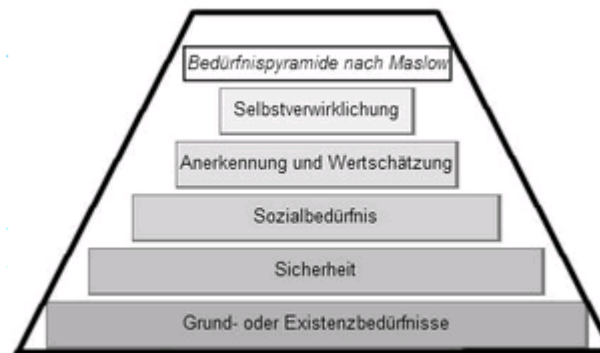 Bedürfnispyramide nach Maslow
Selbstverwirklichung
Anerkennung und Wertschätzung
Sozialbedürfnis
Sicherheit
Grund- oder Existenzbedürfnisse